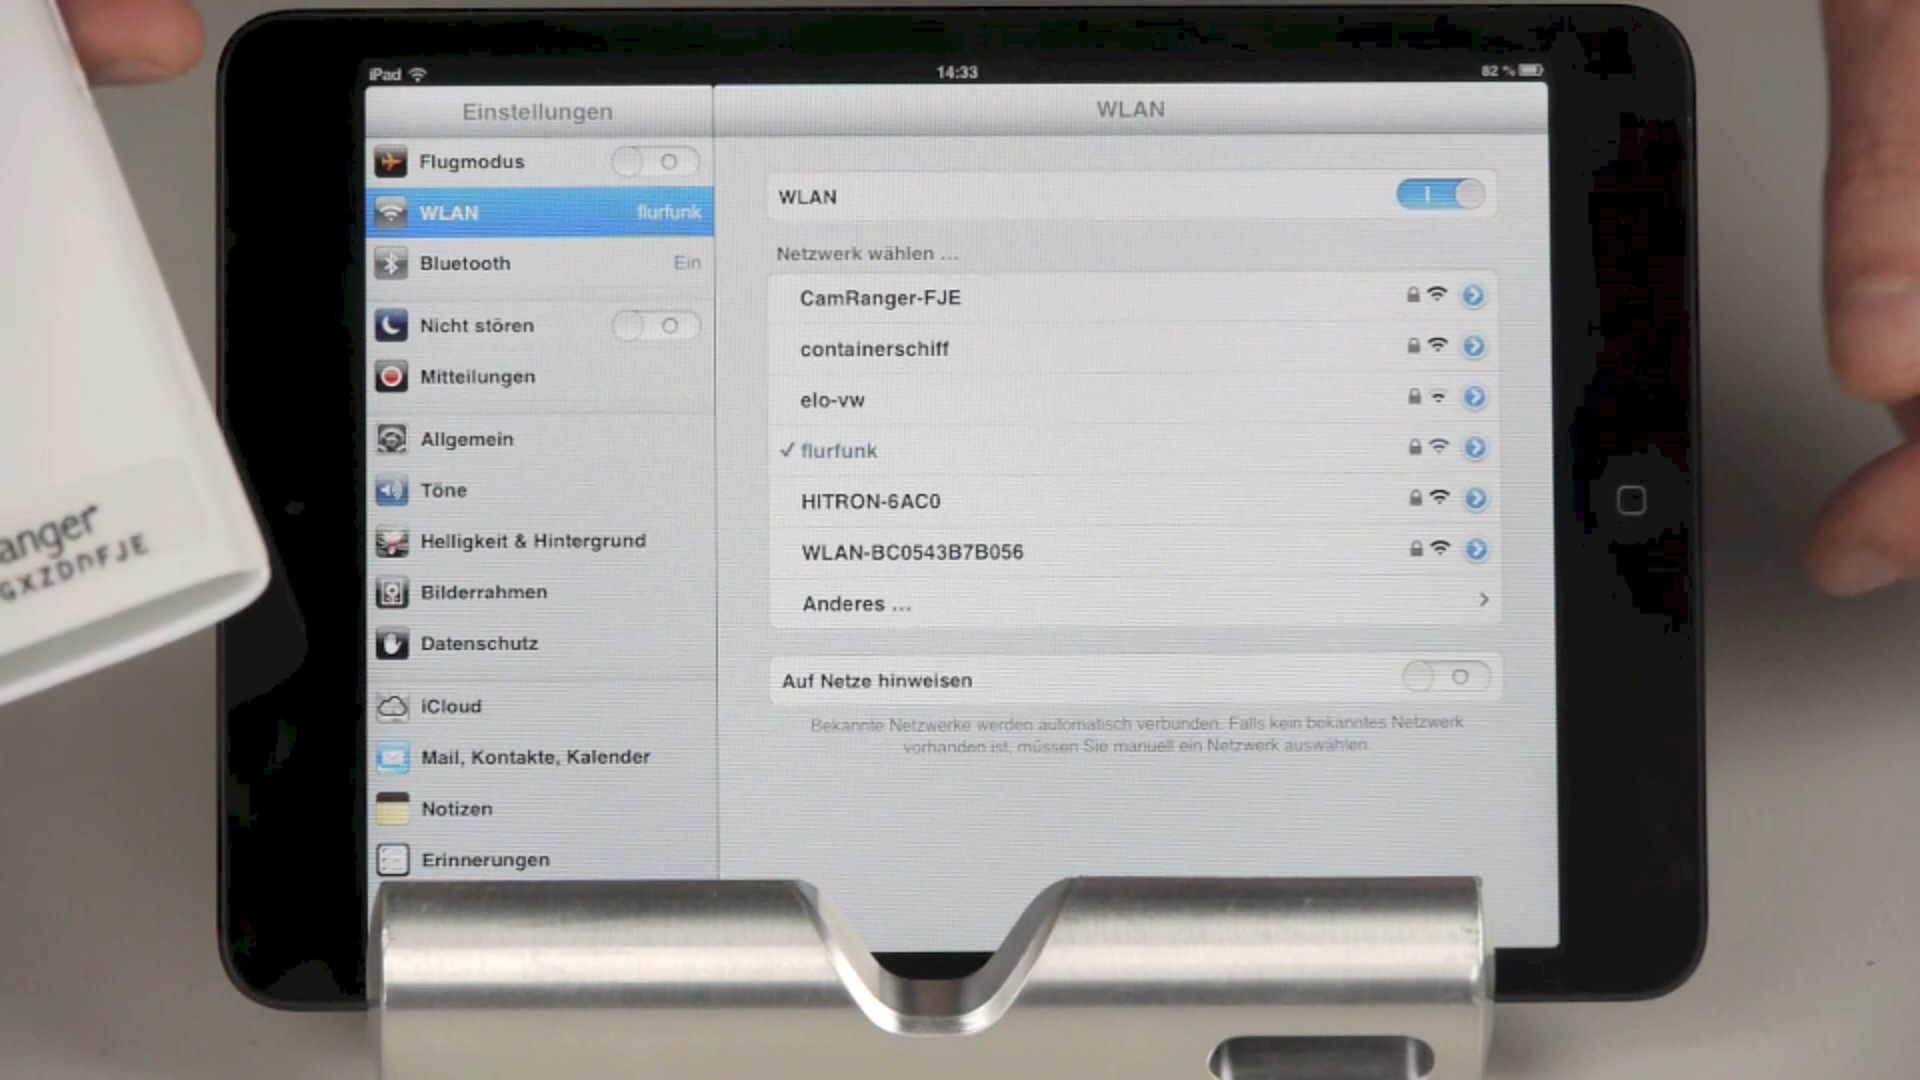 iPad
14:33
82 %
Einstellungen
WLAN
Flugmodus
WLAN
flurfunk
Bluetooth
Ein
Nicht stören
Mitteilungen
Allgemein
Töne
Helligkeit & Hintergrund
Bilderrahmen
Datenschutz
iCloud
Mail, Kontakte, Kalender
Notizen
Erinnerungen
WLAN
Netzwerk wählen ...
CamRanger-FJE
containerschiff
elo-vw
✓ flurfunk
HITRON-6AC0
WLAN-BC0543B7B056
Anderes ...
Auf Netze hinweisen
Bekannte Netzwerke werden automatisch verbunden. Falls kein bekanntes Netzwerk
vorhanden ist, müssen Sie manuell ein Netzwerk auswählen.
anger